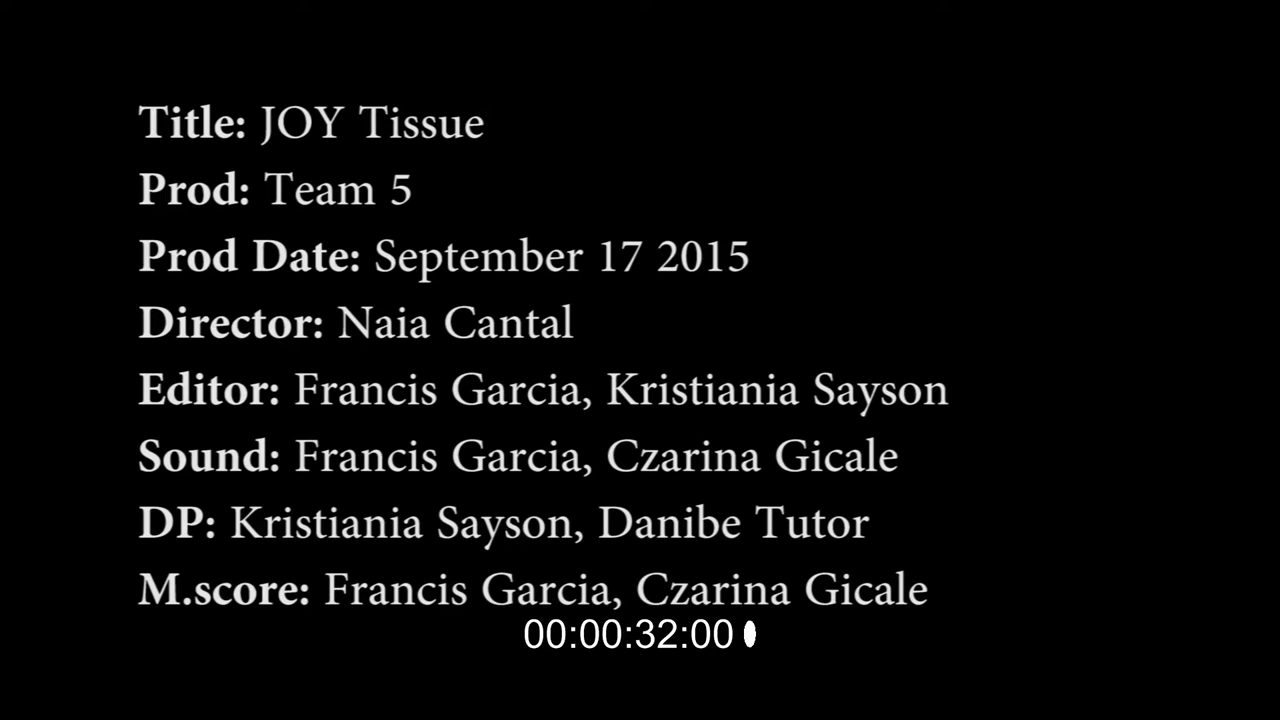 Title: JOY Tissue
Prod: Team 5
Prod Date: September 17 2015
Director: Naia Cantal
Editor: Francis Garcia, Kristiania Sayson
Sound: Francis Garcia, Czarina Gicale
DP: Kristiania Sayson, Danibe Tutor
M.score: Francis Garcia, Czarina Gicale
00:00:32:00